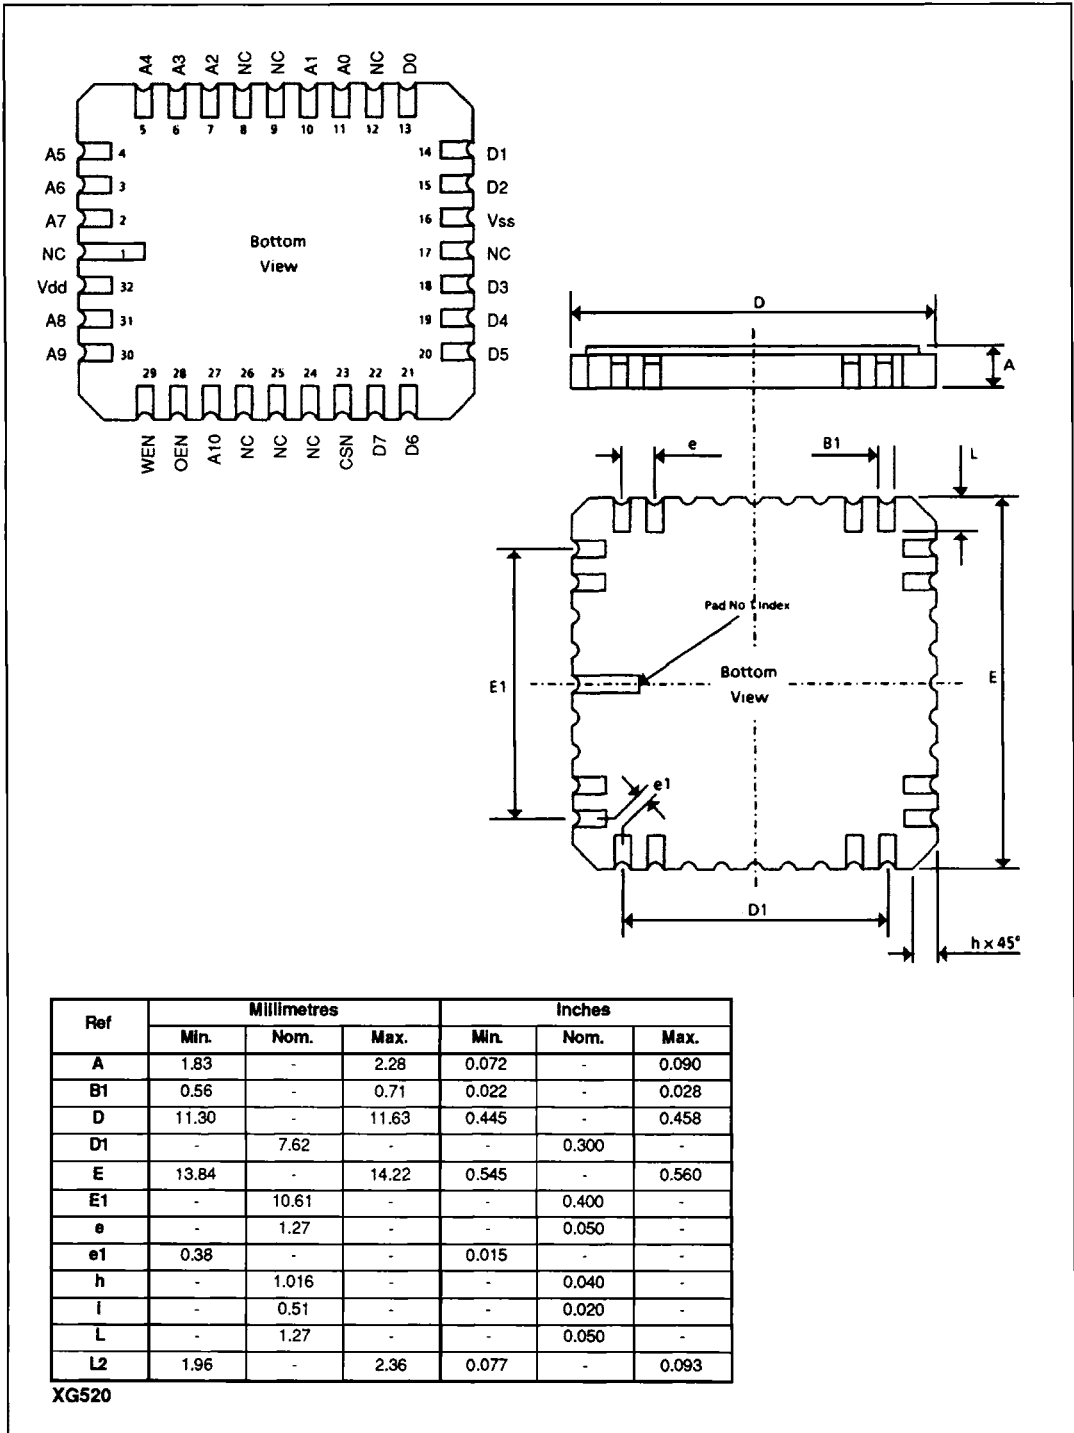 A4 A3 A2 NC NC A1 A0 NC D0
5 6 7 8 9 10 11 12 13
A5 4 14 D1
A6 3 15 D2
A7 2 16 Vss
NC 1 17 NC
Vdd 32 18 D3
A8 31 19 D4
A9 30 20 D5
Bottom
View
29 28 27 26 25 24 23 22 21
WEN OEN A10 NC NC NC CSN D7 D6
D
A
e B1 L
Pad No 1 Index
E1
Bottom
View
E
e1
D1
h x 45°
Ref Millimetres Inches
Min. Nom. Max. Min. Nom. Max.
A 1.83 - 2.28 0.072 - 0.090
B1 0.56 - 0.71 0.022 - 0.028
D 11.30 - 11.63 0.445 - 0.458
D1 - 7.62 - - 0.300 -
E 13.84 - 14.22 0.545 - 0.560
E1 - 10.61 - - 0.400 -
e - 1.27 - - 0.050 -
e1 0.38 - - 0.015 - -
h - 1.016 - - 0.040 -
i - 0.51 - - 0.020 -
L - 1.27 - - 0.050 -
L2 1.96 - 2.36 0.077 - 0.093
XG520